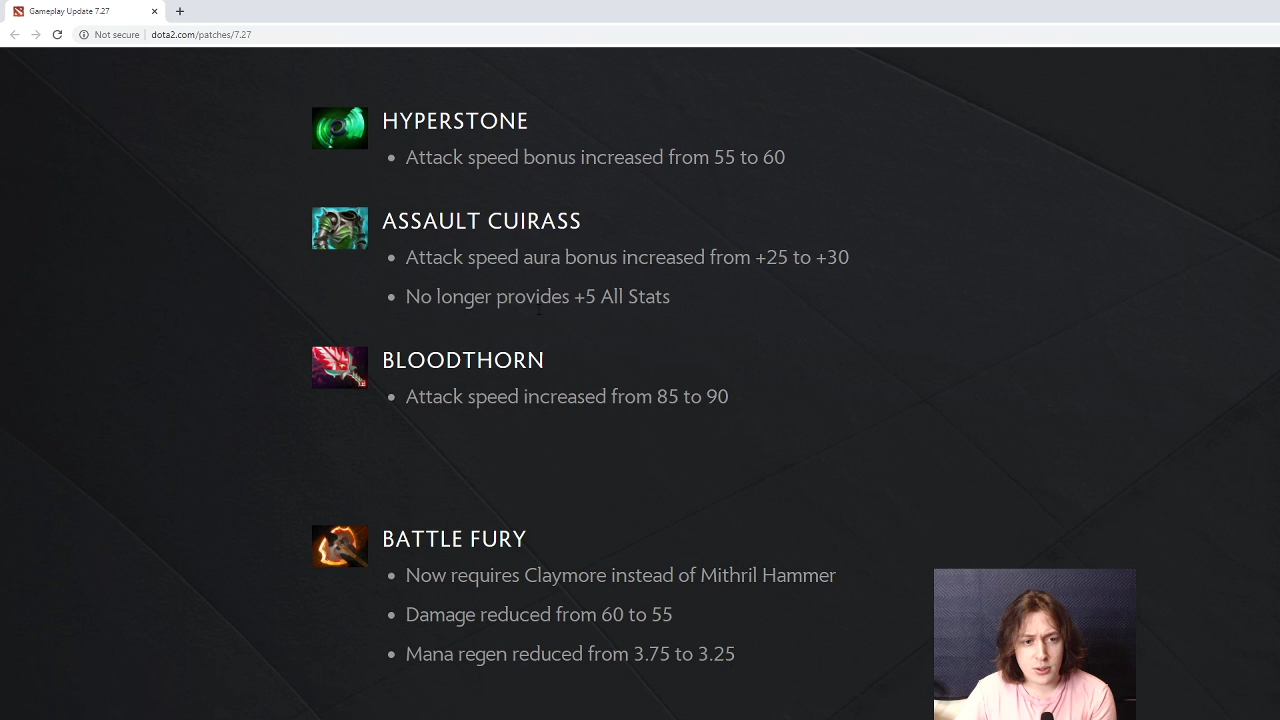 Gameplay Update 7.27
Not secure | dota2.com/patches/7.27
HYPERSTONE
• Attack speed bonus increased from 55 to 60
ASSAULT CUIRASS
• Attack speed aura bonus increased from +25 to +30
• No longer provides +5 All Stats
BLOODTHORN
• Attack speed increased from 85 to 90
BATTLE FURY
• Now requires Claymore instead of Mithril Hammer
• Damage reduced from 60 to 55
• Mana regen reduced from 3.75 to 3.25